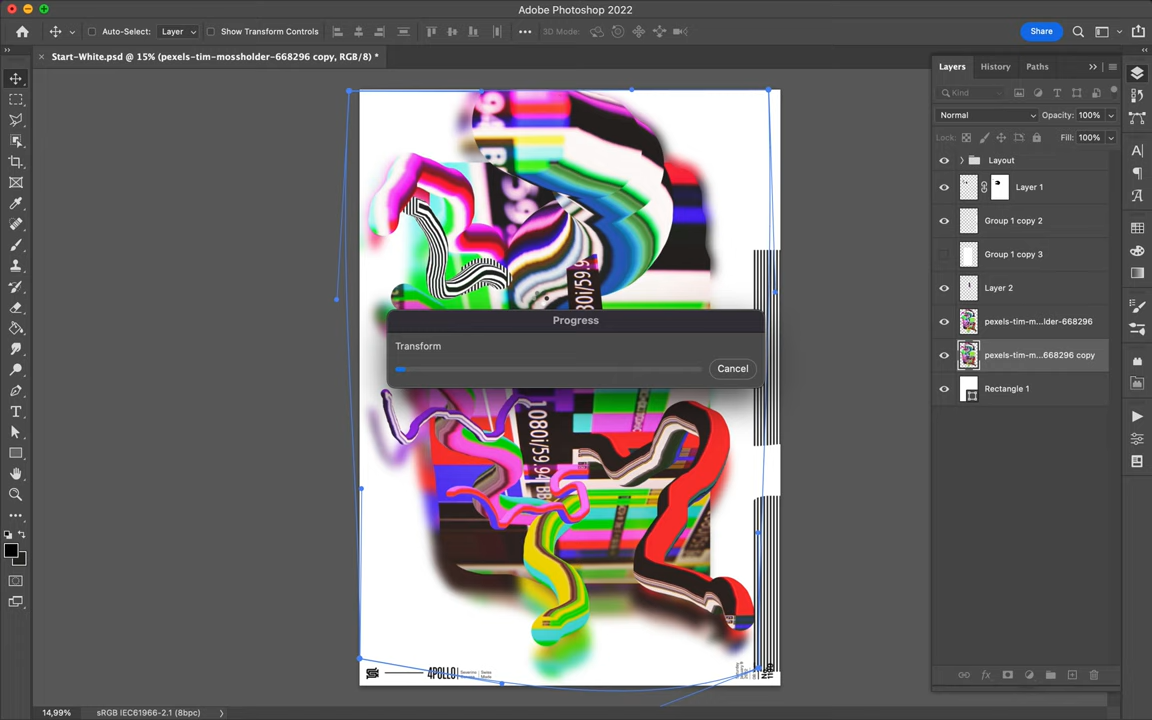 Adobe Photoshop 2022
Auto-Select: Layer Show Transform Controls 3D Mode: Share
Start-White.psd @ 15% (pexels-tim-mossholder-668296 copy, RGB/8) *
Layers History Paths
Kind
Normal Opacity: 100%
Lock: Fill: 100%
Layout
Layer 1
Group 1 copy 2
Group 1 copy 3
Layer 2
pexels-tim-m...lder-668296
pexels-tim-m...668296 copy
Rectangle 1
Progress
Transform
Cancel
1080i/59.94 BB
4POLLO
14,99% sRGB IEC61966-2.1 (8bpc)